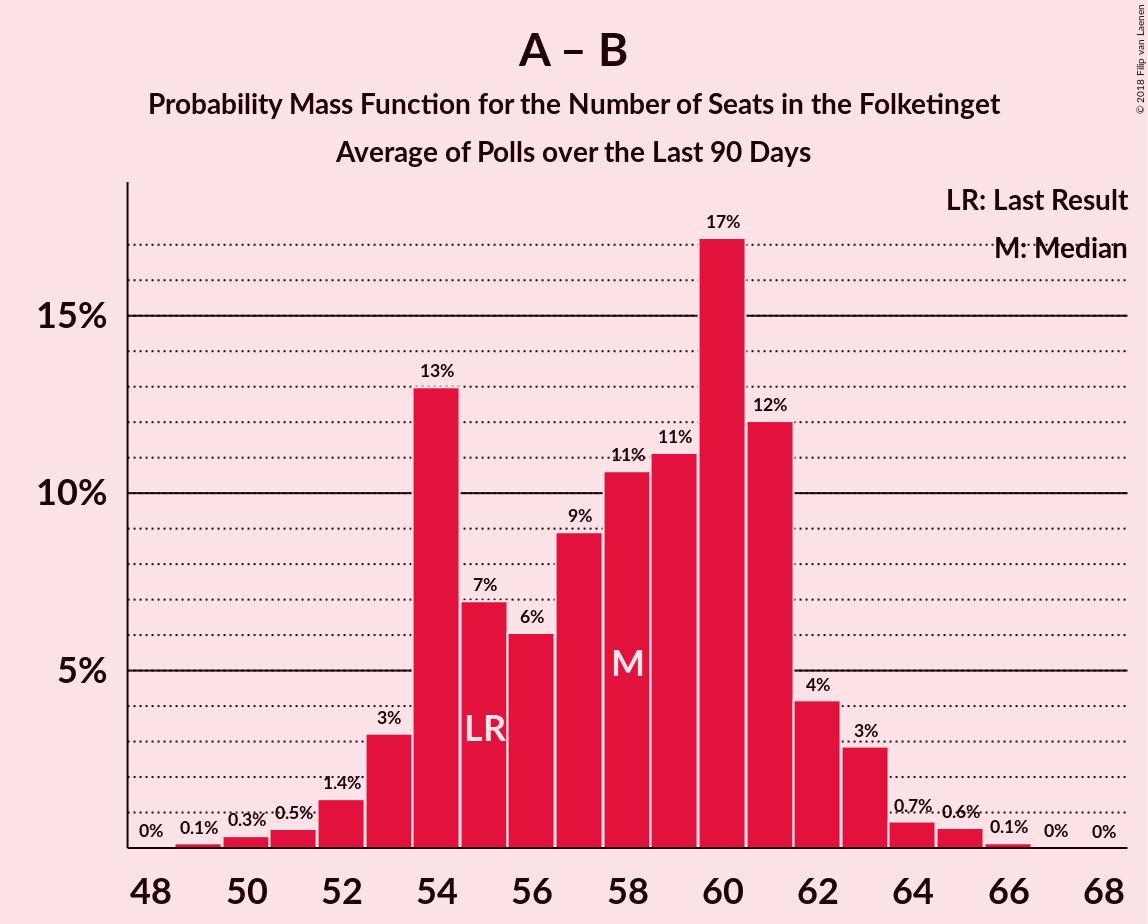 A – B
Probability Mass Function for the Number of Seats in the Folketinget
Average of Polls over the Last 90 Days
© 2018 Filip van Laenen
LR: Last Result
M: Median
17%
15%
13%
12%
11%
11%
10%
9%
7%
6%
M
5%
4%
LR
3%
3%
1.4%
0% 0.1% 0.3% 0.5% 0.7% 0.6% 0.1% 0% 0%
48 50 52 54 56 58 60 62 64 66 68